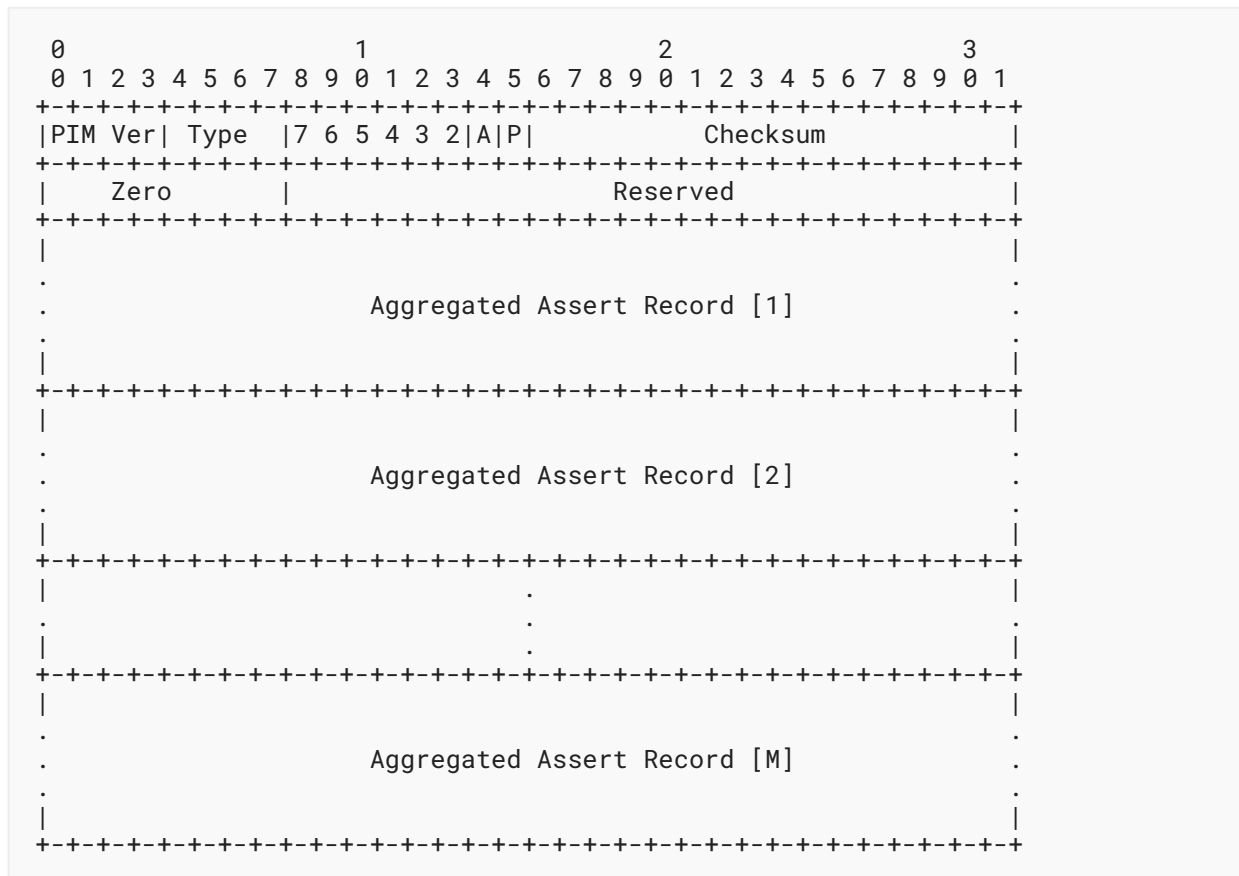 0                   1                   2                   3
 0 1 2 3 4 5 6 7 8 9 0 1 2 3 4 5 6 7 8 9 0 1 2 3 4 5 6 7 8 9 0 1
+-+-+-+-+-+-+-+-+-+-+-+-+-+-+-+-+-+-+-+-+-+-+-+-+-+-+-+-+-+-+-+-+
|PIM Ver| Type  |7 6 5 4 3 2|A|P|           Checksum            |
+-+-+-+-+-+-+-+-+-+-+-+-+-+-+-+-+-+-+-+-+-+-+-+-+-+-+-+-+-+-+-+-+
|    Zero       |                     Reserved                  |
+-+-+-+-+-+-+-+-+-+-+-+-+-+-+-+-+-+-+-+-+-+-+-+-+-+-+-+-+-+-+-+-+
|                                                               |
.                                                               .
.                     Aggregated Assert Record [1]              .
.                                                               .
|                                                               |
+-+-+-+-+-+-+-+-+-+-+-+-+-+-+-+-+-+-+-+-+-+-+-+-+-+-+-+-+-+-+-+-+
|                                                               |
.                                                               .
.                     Aggregated Assert Record [2]              .
.                                                               .
|                                                               |
+-+-+-+-+-+-+-+-+-+-+-+-+-+-+-+-+-+-+-+-+-+-+-+-+-+-+-+-+-+-+-+-+
|                               .                               |
.                               .                               .
|                               .                               |
+-+-+-+-+-+-+-+-+-+-+-+-+-+-+-+-+-+-+-+-+-+-+-+-+-+-+-+-+-+-+-+-+
|                                                               |
.                                                               .
.                     Aggregated Assert Record [M]              .
.                                                               .
|                                                               |
+-+-+-+-+-+-+-+-+-+-+-+-+-+-+-+-+-+-+-+-+-+-+-+-+-+-+-+-+-+-+-+-+